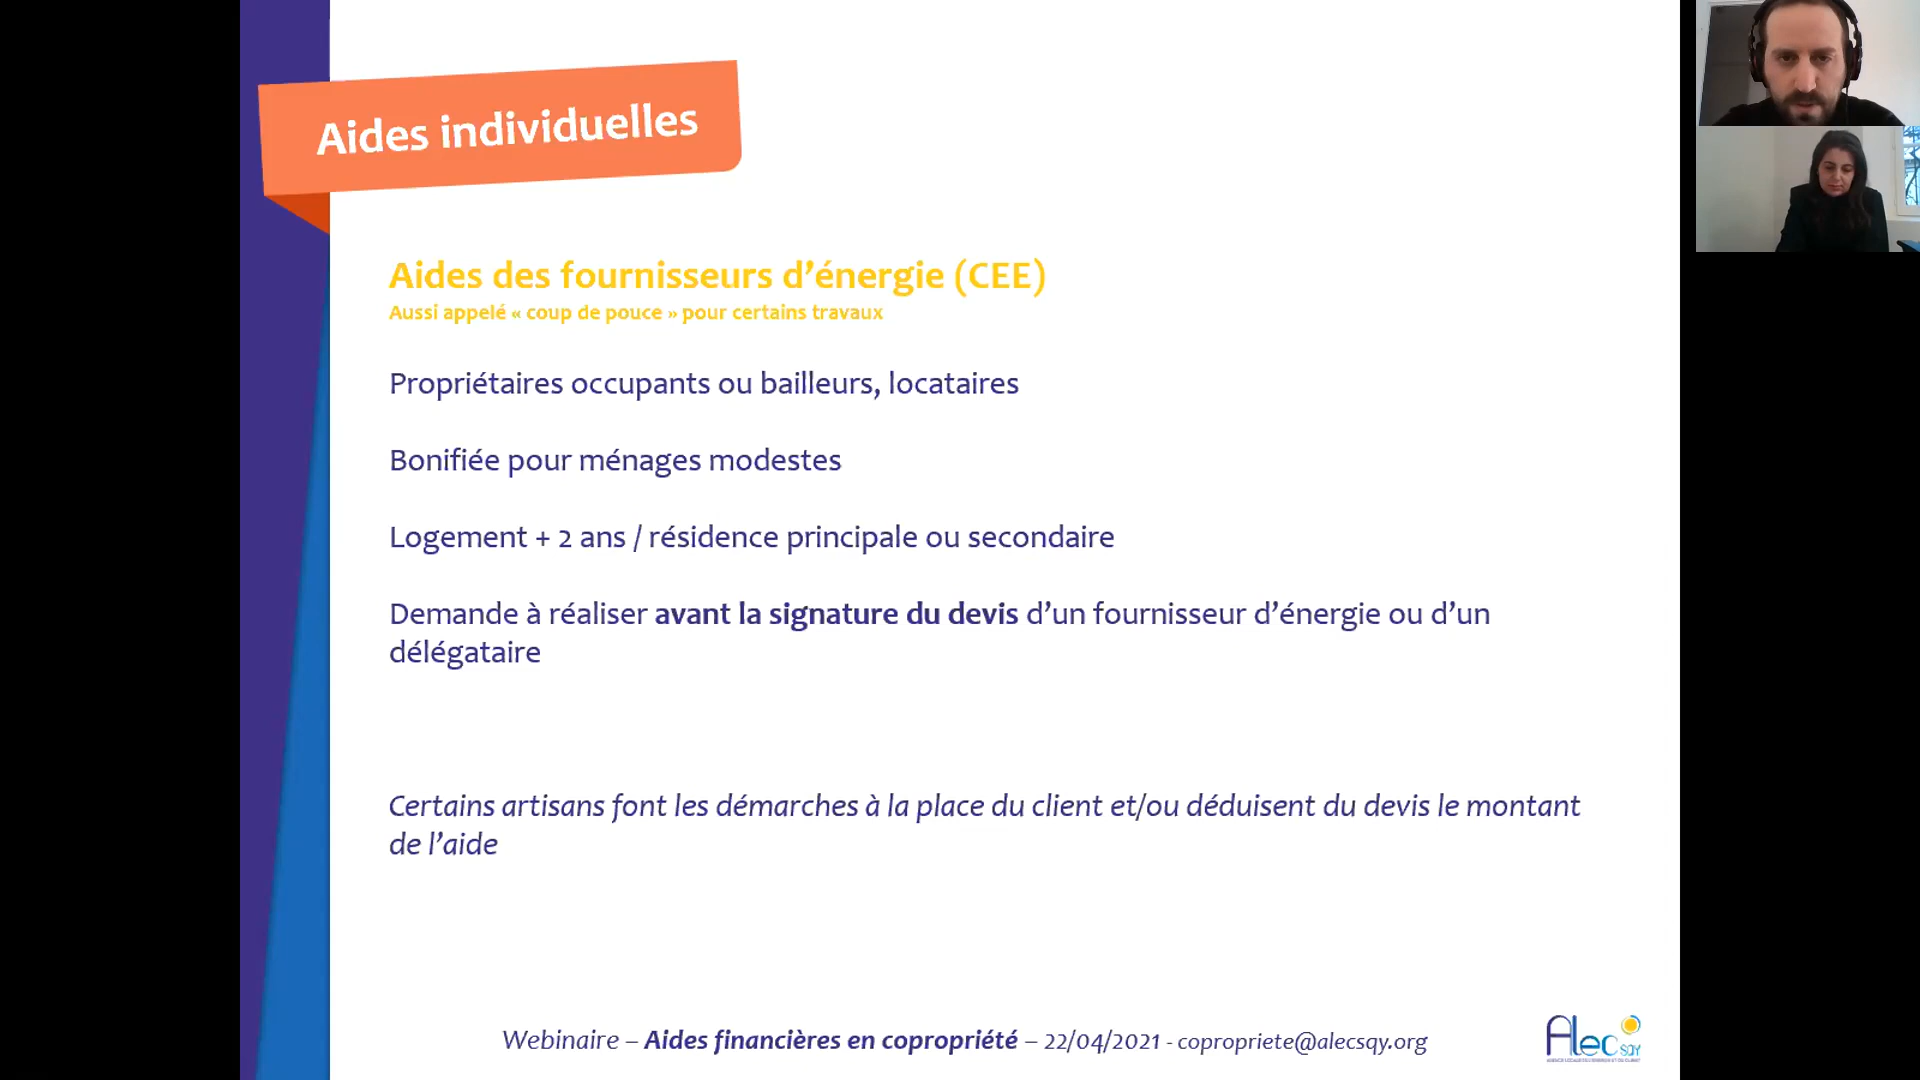 Aides individuelles
Aides des fournisseurs d’énergie (CEE)
Aussi appelé « coup de pouce » pour certains travaux
Propriétaires occupants ou bailleurs, locataires
Bonifiée pour ménages modestes
Logement + 2 ans / résidence principale ou secondaire
Demande à réaliser avant la signature du devis d’un fournisseur d’énergie ou d’un
délégataire
Certains artisans font les démarches à la place du client et/ou déduisent du devis le montant
de l’aide
Webinaire – Aides financières en copropriété – 22/04/2021 - copropriete@alecsqy.org
Alec SQY